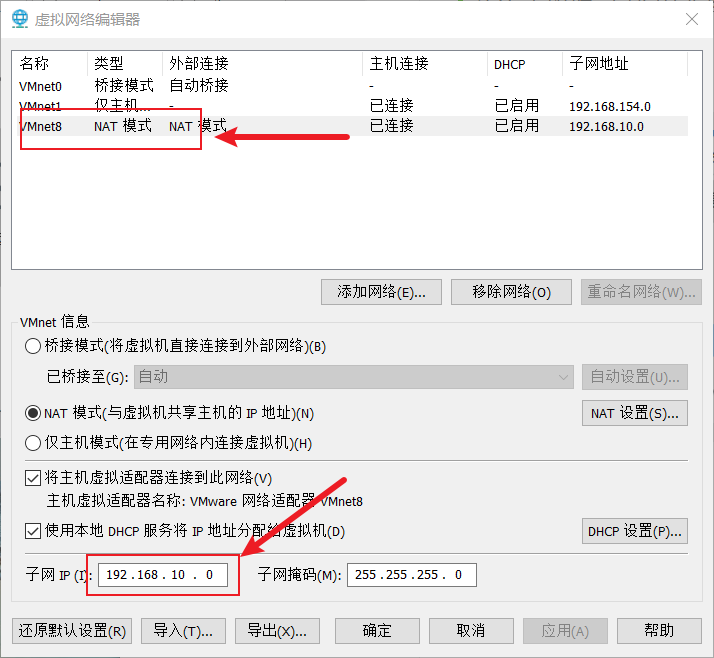 虚拟网络编辑器
名称 类型 外部连接 主机连接 DHCP 子网地址
VMnet0 桥接模式 自动桥接 - - -
VMnet1 仅主机... - 已连接 已启用 192.168.154.0
VMnet8 NAT 模式 NAT 模式 已连接 已启用 192.168.10.0
添加网络(E)... 移除网络(O) 重命名网络(W)...
VMnet 信息
桥接模式(将虚拟机直接连接到外部网络)(B)
已桥接至(G): 自动 自动设置(U)...
NAT 模式(与虚拟机共享主机的 IP 地址)(N) NAT 设置(S)...
仅主机模式(在专用网络内连接虚拟机)(H)
将主机虚拟适配器连接到此网络(V)
主机虚拟适配器名称: VMware 网络适配器 VMnet8
使用本地 DHCP 服务将 IP 地址分配给虚拟机(D) DHCP 设置(P)...
子网 IP (I): 192.168.10.0 子网掩码(M): 255.255.255.0
还原默认设置(R) 导入(T)... 导出(X)... 确定 取消 应用(A) 帮助